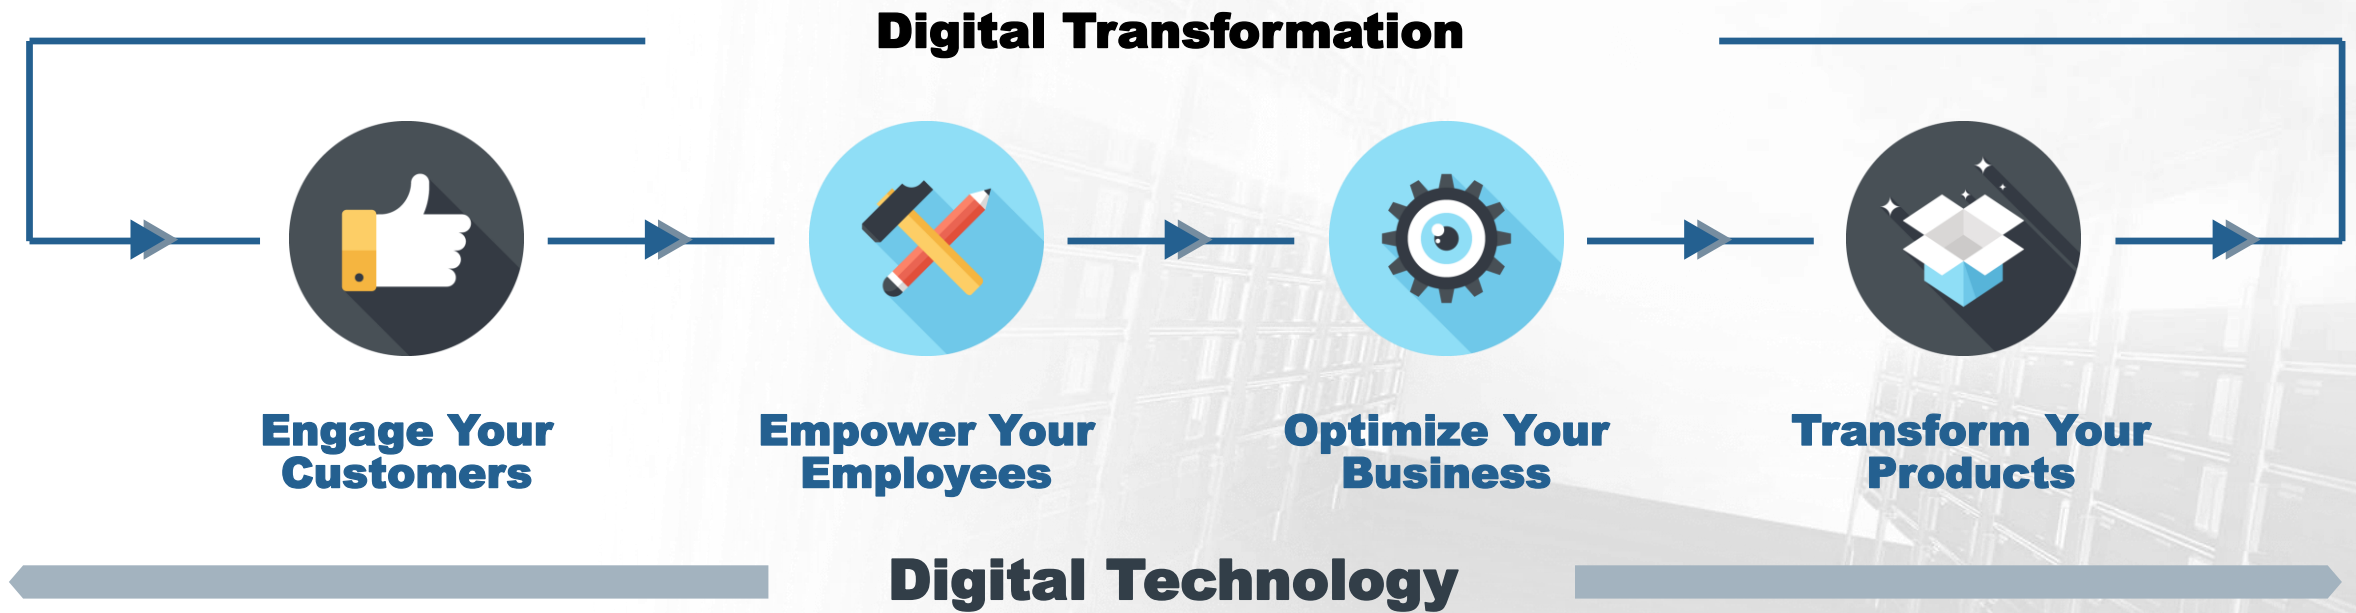 Digital Transformation
Engage Your
Customers
Empower Your
Employees
Optimize Your
Business
Transform Your
Products
Digital Technology